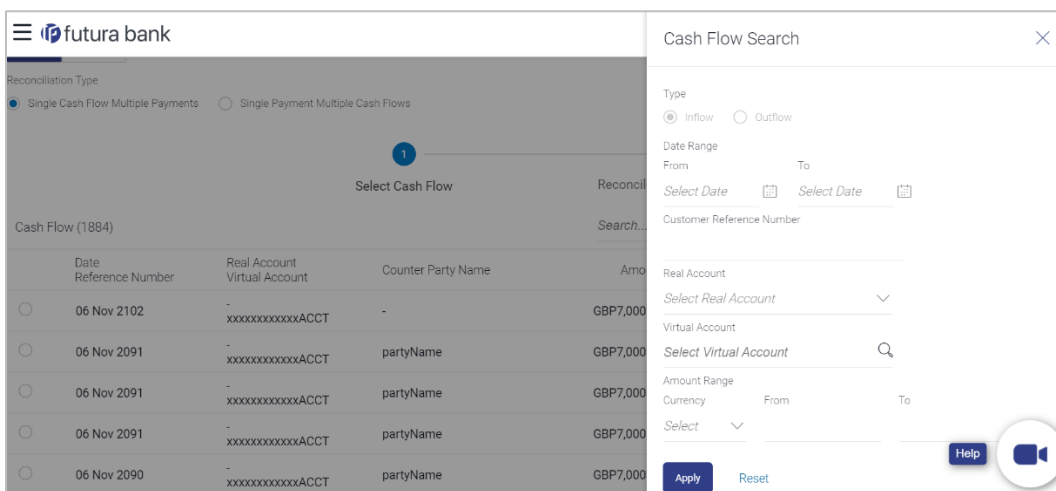 futura bank
Reconciliation Type
Single Cash Flow Multiple Payments Single Payment Multiple Cash Flows
1
Select Cash Flow Reconcil
Cash Flow (1884) Search...
Date Real Account Counter Party Name Amo
Reference Number Virtual Account
06 Nov 2102 - - GBP7,000
xxxxxxxxxxxxACCT
06 Nov 2091 - partyName GBP7,000
xxxxxxxxxxxxACCT
06 Nov 2091 - partyName GBP7,000
xxxxxxxxxxxxACCT
06 Nov 2091 - partyName GBP7,000
xxxxxxxxxxxxACCT
06 Nov 2090 - partyName GBP7,000
xxxxxxxxxxxxACCT
Cash Flow Search
Type
Inflow Outflow
Date Range
From To
Select Date Select Date
Customer Reference Number
Real Account
Select Real Account
Virtual Account
Select Virtual Account
Amount Range
Currency From To
Select
Help
Apply Reset